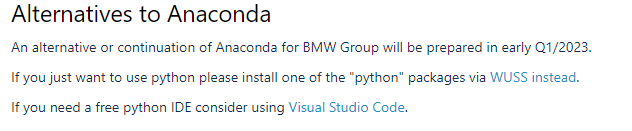 Alternatives to Anaconda
An alternative or continuation of Anaconda for BMW Group will be prepared in early Q1/2023.
If you just want to use python please install one of the "python" packages via WUSS instead.
If you need a free python IDE consider using Visual Studio Code.